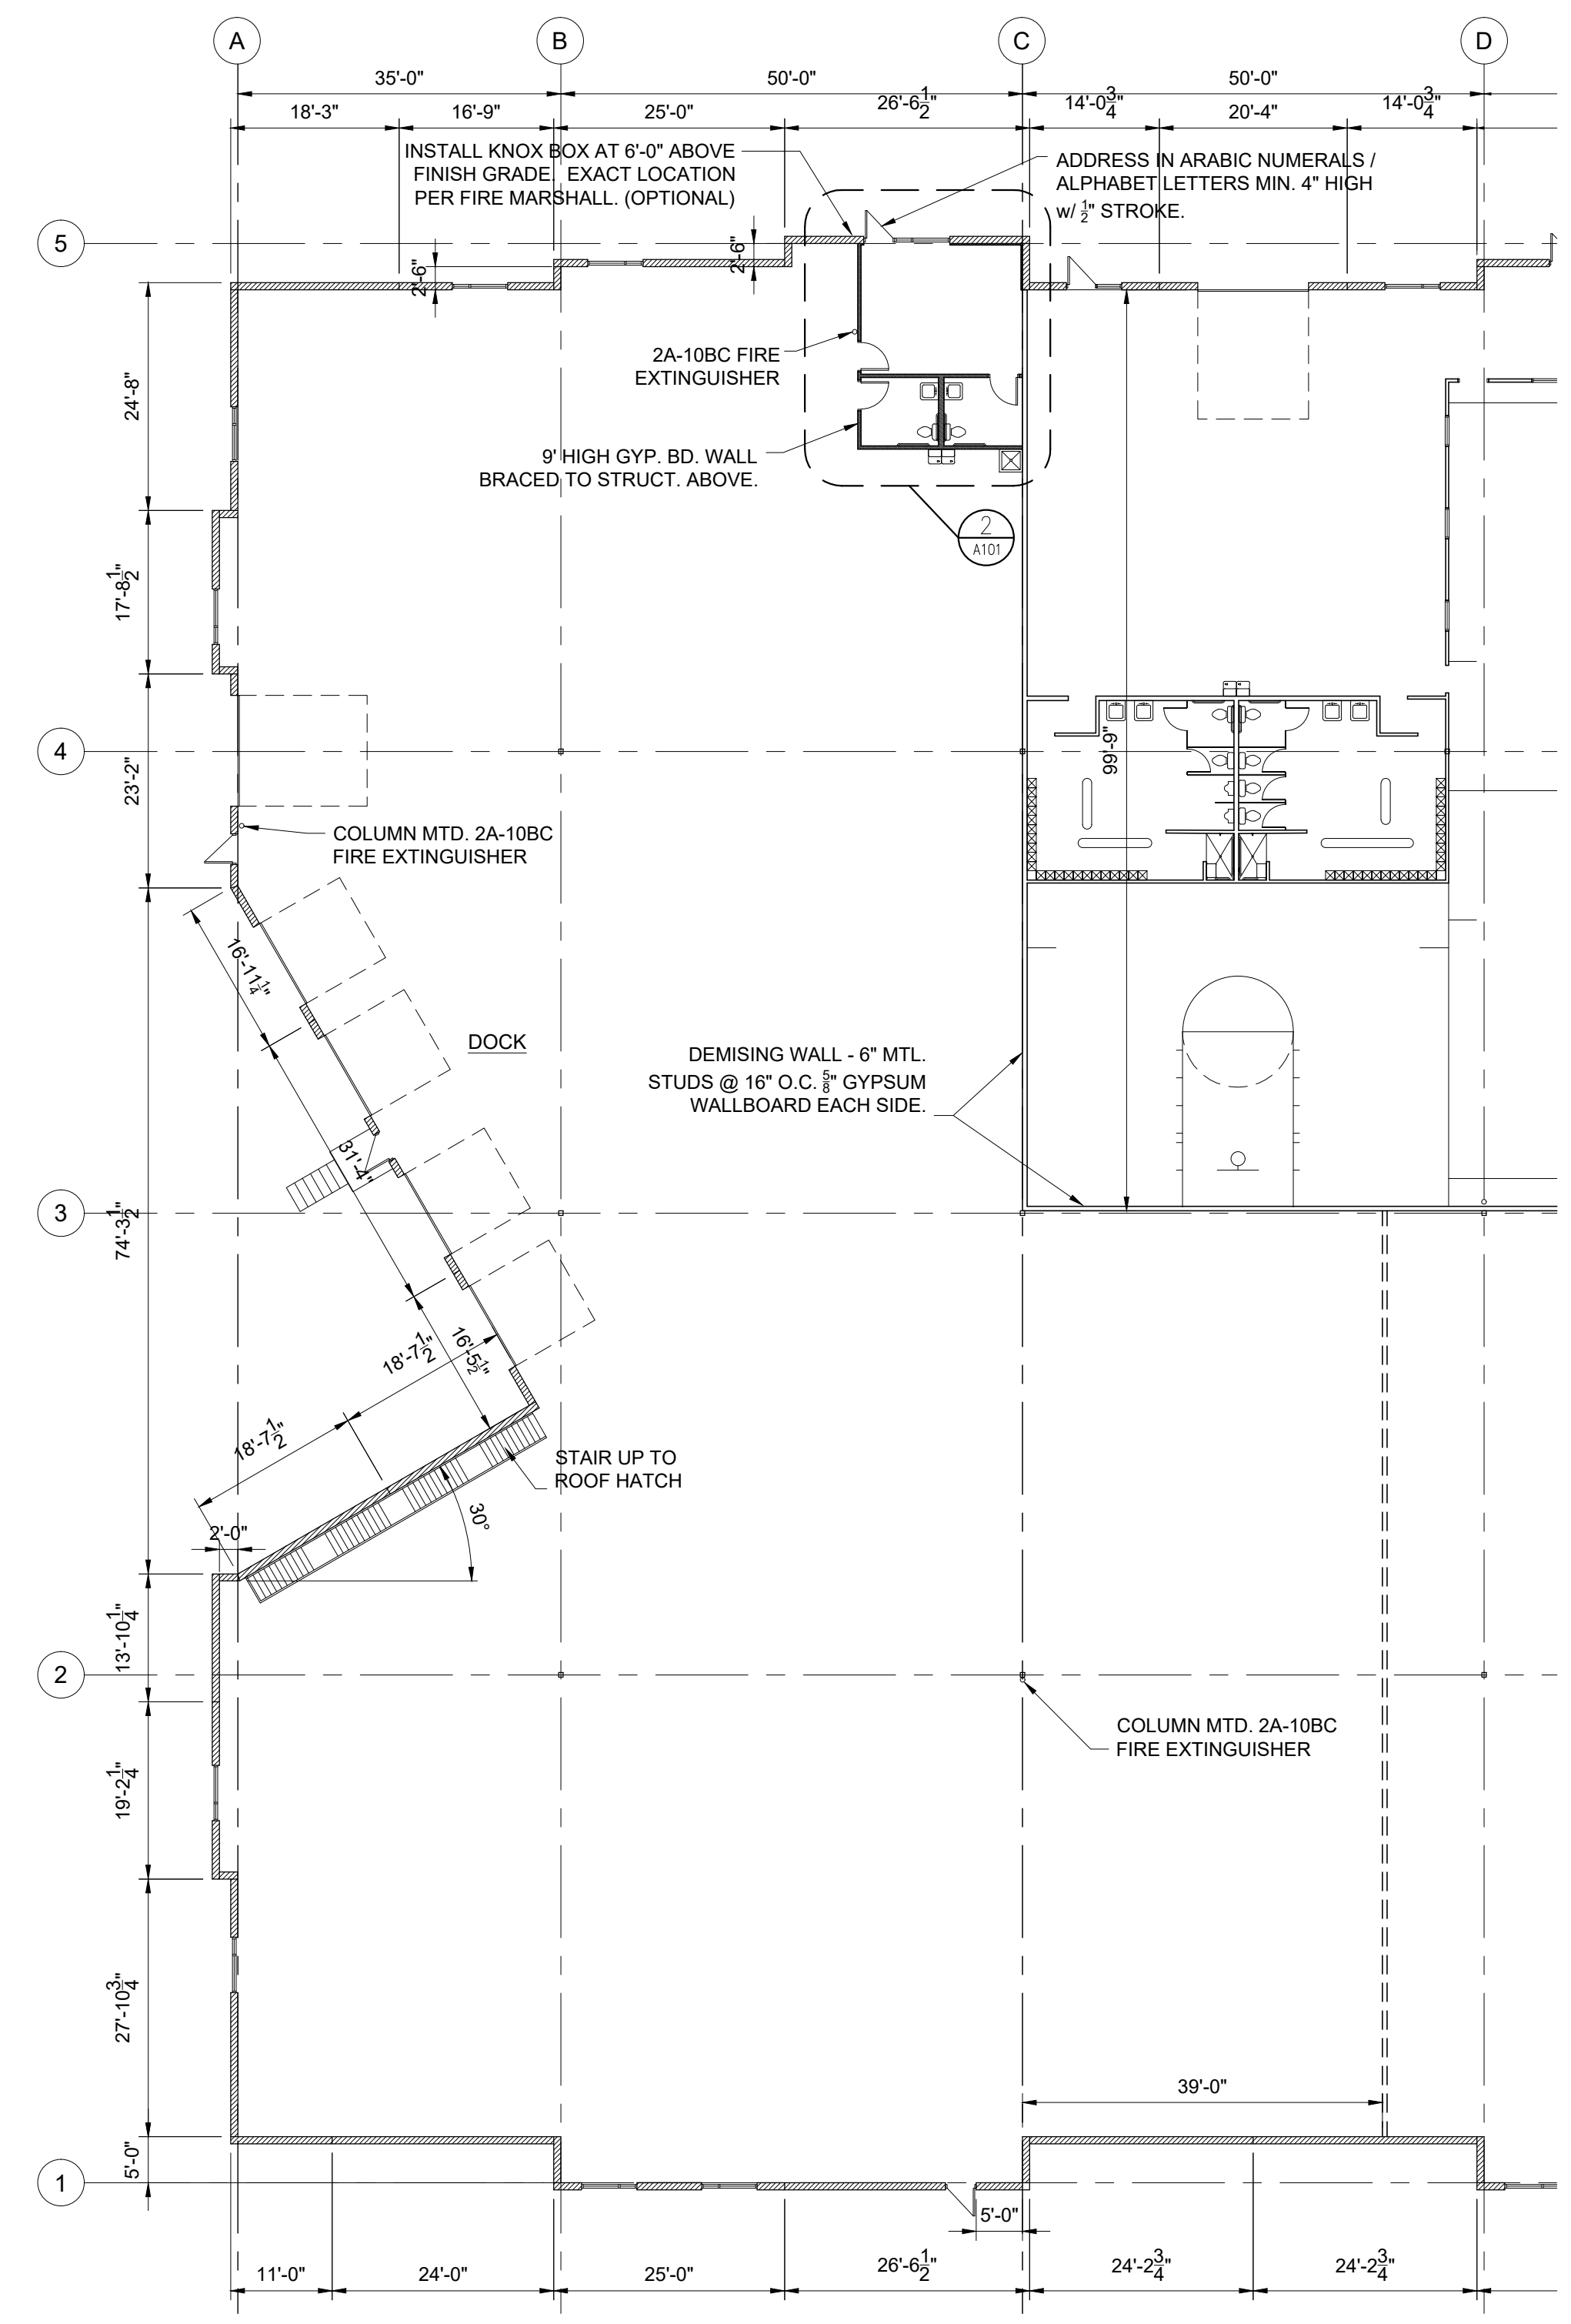 A
B
C
D
35'-0"
50'-0"
50'-0"
18'-3"
16'-9"
25'-0"
26'-6 1/2"
14'-0 3/4"
20'-4"
14'-0 3/4"
INSTALL KNOX BOX AT 6'-0" ABOVE
FINISH GRADE. EXACT LOCATION
PER FIRE MARSHALL. (OPTIONAL)
ADDRESS IN ARABIC NUMERALS /
ALPHABET LETTERS MIN. 4" HIGH
w/ 1/2" STROKE.
5
2'-6"
2'-6"
2A-10BC FIRE
EXTINGUISHER
24'-8"
9' HIGH GYP. BD. WALL
BRACED TO STRUCT. ABOVE.
2
A101
17'-8 1/2"
4
99'-9"
23'-2"
COLUMN MTD. 2A-10BC
FIRE EXTINGUISHER
16'-11 1/4"
DOCK
DEMISING WALL - 6" MTL.
STUDS @ 16" O.C. 5/8" GYPSUM
WALLBOARD EACH SIDE.
31'-4"
3
74'-3 1/2"
18'-7 1/2"
16'-5 1/2"
18'-7 1/2"
STAIR UP TO
ROOF HATCH
30°
2'-0"
13'-10 1/4"
2
COLUMN MTD. 2A-10BC
FIRE EXTINGUISHER
19'-2 1/4"
27'-10 3/4"
39'-0"
5'-0"
1
5'-0"
11'-0"
24'-0"
25'-0"
26'-6 1/2"
24'-2 3/4"
24'-2 3/4"